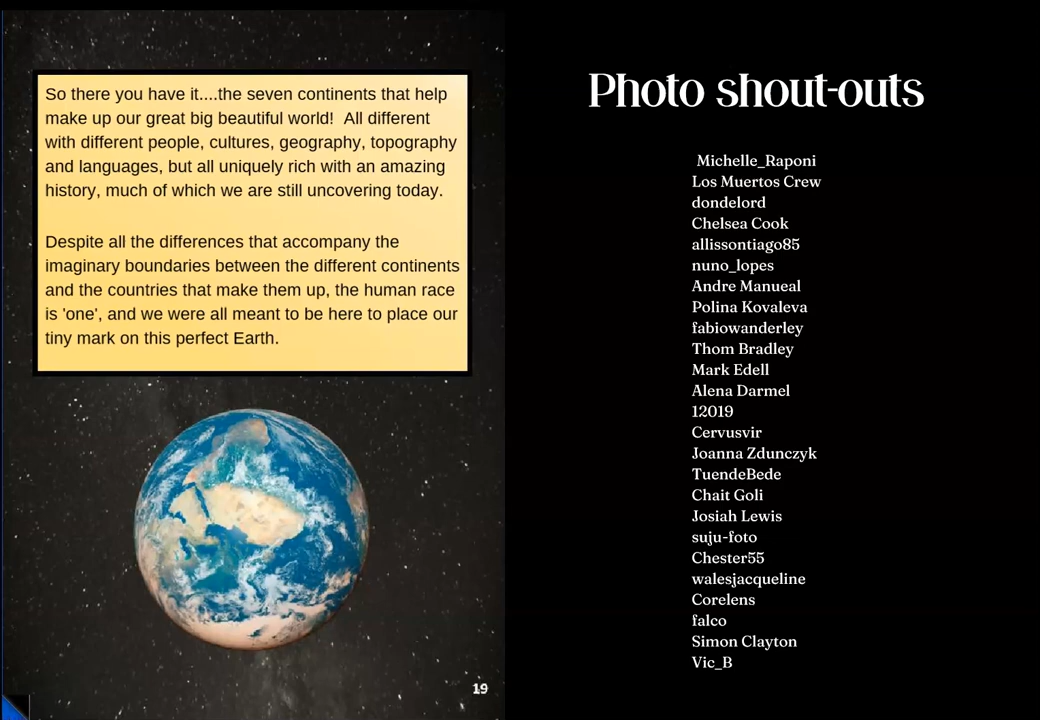 So there you have it....the seven continents that help
make up our great big beautiful world!  All different
with different people, cultures, geography, topography
and languages, but all uniquely rich with an amazing
history, much of which we are still uncovering today.
Despite all the differences that accompany the
imaginary boundaries between the different continents
and the countries that make them up, the human race
is 'one', and we were all meant to be here to place our
tiny mark on this perfect Earth.
19
Photo shout-outs
Michelle_Raponi
Los Muertos Crew
dondelord
Chelsea Cook
allissontiago85
nuno_lopes
Andre Manueal
Polina Kovaleva
fabiowanderley
Thom Bradley
Mark Edell
Alena Darmel
12019
Cervusvir
Joanna Zdunczyk
TuendeBede
Chait Goli
Josiah Lewis
suju-foto
Chester55
walesjacqueline
Corelens
falco
Simon Clayton
Vic_B